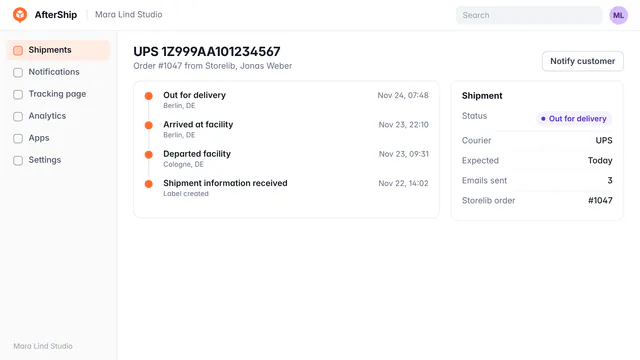 AfterShip
Mara Lind Studio
Search
ML
Shipments
Notifications
Tracking page
Analytics
Apps
Settings
Mara Lind Studio
UPS 1Z999AA101234567
Order #1047 from Storelib, Jonas Weber
Notify customer
Out for delivery Nov 24, 07:48
Berlin, DE
Arrived at facility Nov 23, 22:10
Berlin, DE
Departed facility Nov 23, 09:31
Cologne, DE
Shipment information received Nov 22, 14:02
Label created
Shipment
Status Out for delivery
Courier UPS
Expected Today
Emails sent 3
Storelib order #1047